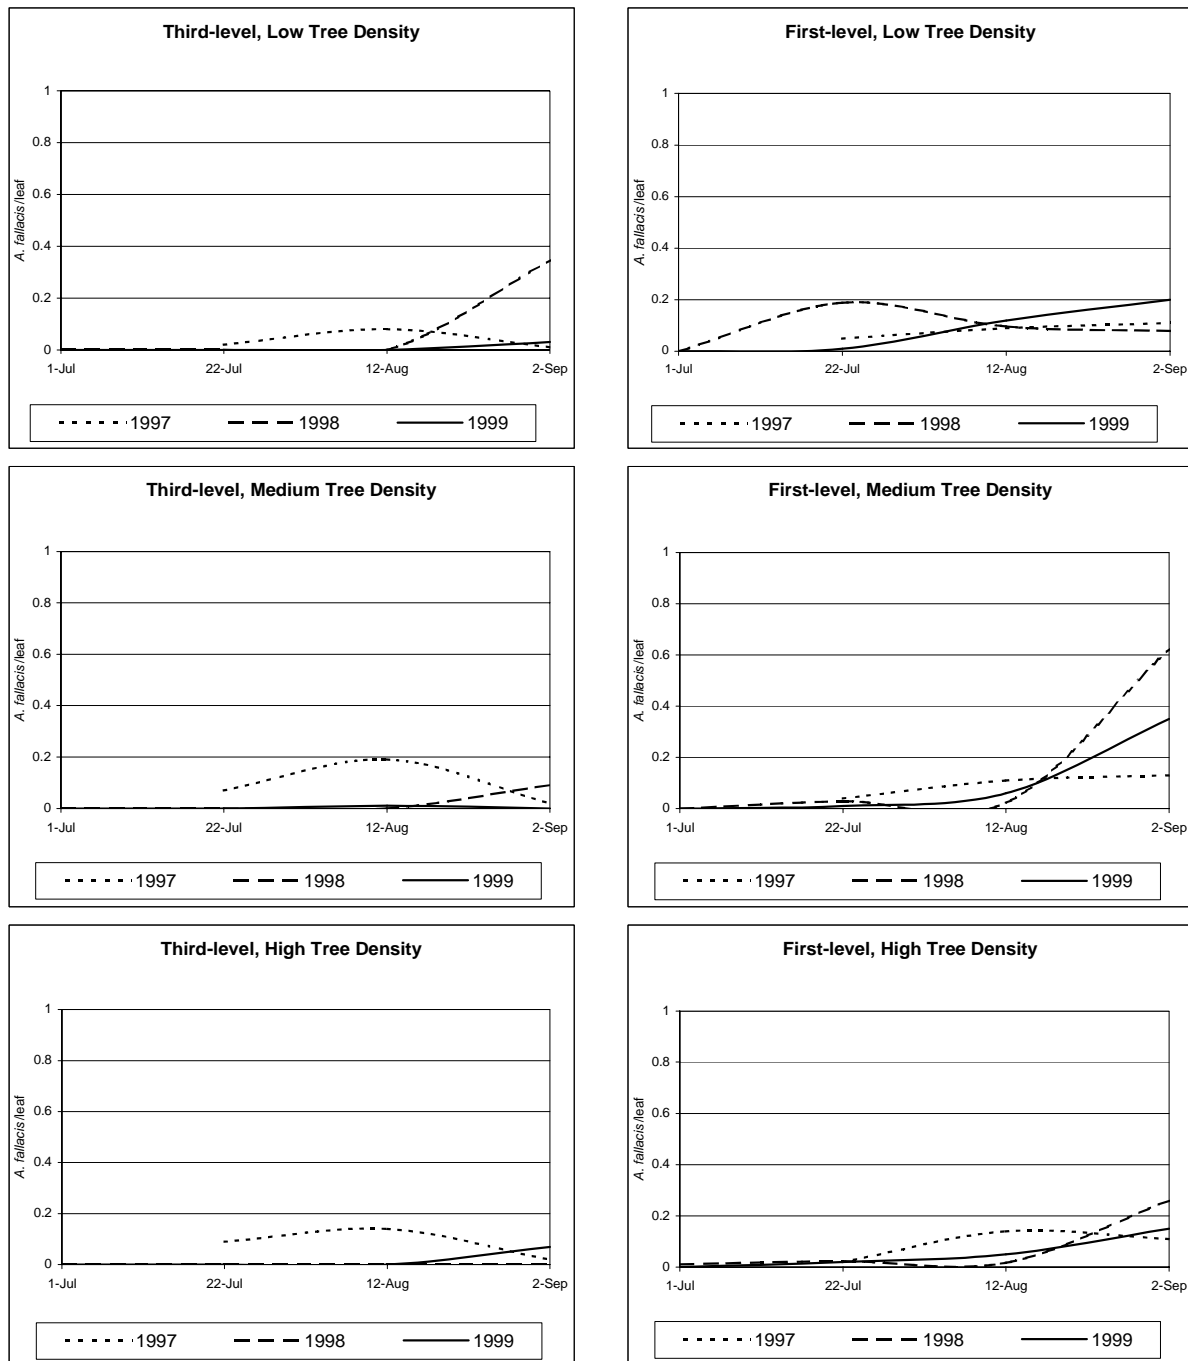 Third-level, Low Tree Density
1
0.8
0.6
0.4
0.2
0
A. fallacis/leaf
1-Jul 22-Jul 12-Aug 2-Sep
1997 1998 1999
First-level, Low Tree Density
1
0.8
0.6
0.4
0.2
0
A. fallacis/leaf
1-Jul 22-Jul 12-Aug 2-Sep
1997 1998 1999
Third-level, Medium Tree Density
1
0.8
0.6
0.4
0.2
0
A. fallacis/leaf
1-Jul 22-Jul 12-Aug 2-Sep
1997 1998 1999
First-level, Medium Tree Density
1
0.8
0.6
0.4
0.2
0
A. fallacis/leaf
1-Jul 22-Jul 12-Aug 2-Sep
1997 1998 1999
Third-level, High Tree Density
1
0.8
0.6
0.4
0.2
0
A. fallacis/leaf
1-Jul 22-Jul 12-Aug 2-Sep
1997 1998 1999
First-level, High Tree Density
1
0.8
0.6
0.4
0.2
0
A. fallacis/leaf
1-Jul 22-Jul 12-Aug 2-Sep
1997 1998 1999